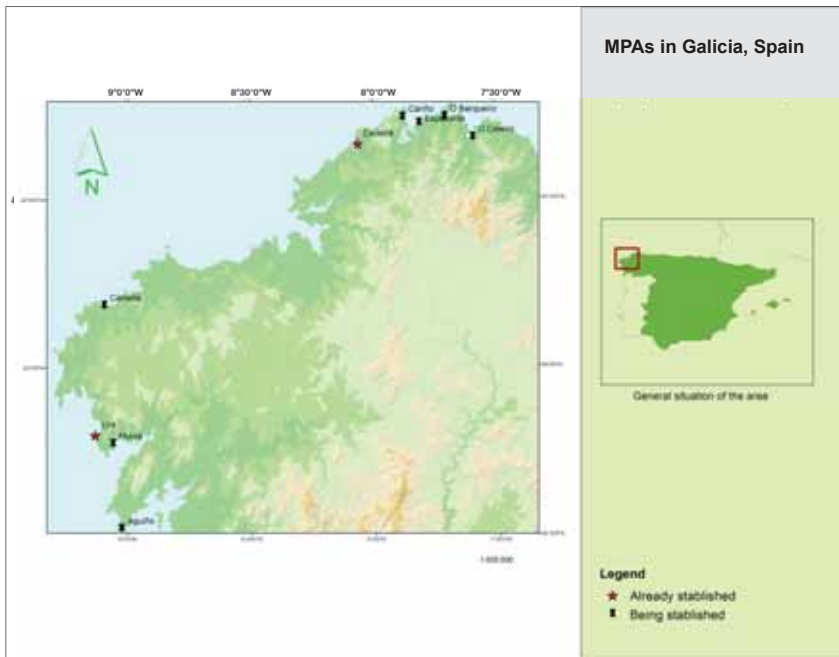 MPAs in Galicia, Spain
9°0'0"W 8°30'0"W 8°0'0"W 7°30'0"W
Cariño O Barqueiro
Espasante
Cedeira O Celeiro
N
Camelle
Lira
Muros
Aguiño
General situation of the area
Legend
Already stablished
Being stablished